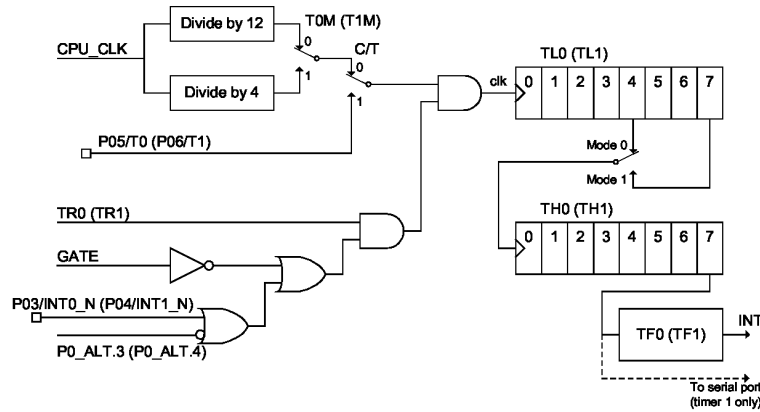 Divide by 12
T0M (T1M)
CPU_CLK
0
C/T
0
1
Divide by 4
1
P05/T0 (P06/T1)
clk
TL0 (TL1)
0 1 2 3 4 5 6 7
Mode 0
Mode 1
TR0 (TR1)
TH0 (TH1)
0 1 2 3 4 5 6 7
GATE
P03/INT0_N (P04/INT1_N)
P0_ALT.3 (P0_ALT.4)
TF0 (TF1)
INT
To serial port
(timer 1 only)